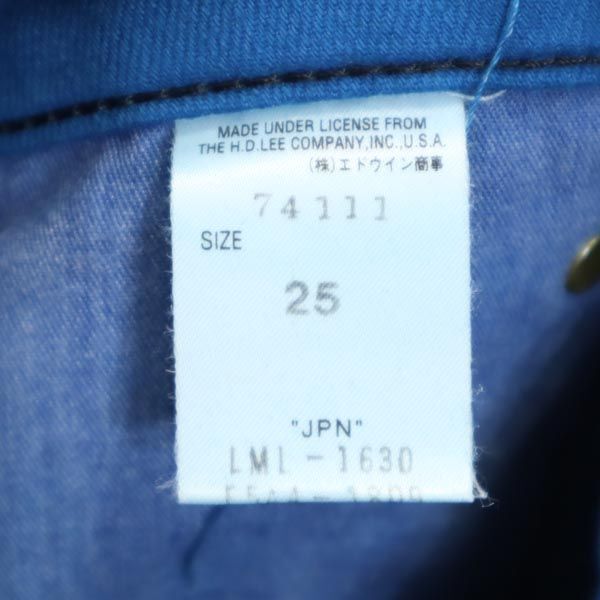 MADE UNDER LICENSE FROM
THE H.D.LEE COMPANY,INC.,U.S.A.
(株)エドウイン商事
74111
SIZE
25
"JPN"
LML-1630